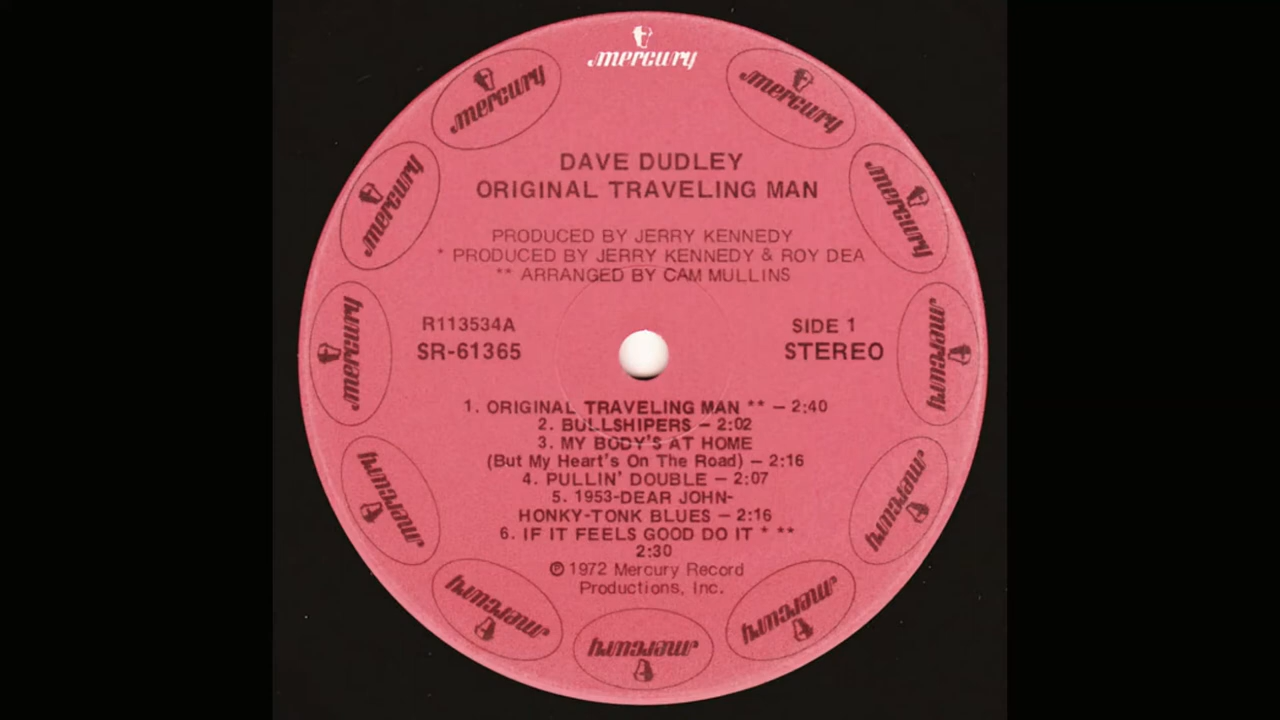 mercury
mercury
mercury
DAVE DUDLEY
ORIGINAL TRAVELING MAN
mercury
mercury
PRODUCED BY JERRY KENNEDY
* PRODUCED BY JERRY KENNEDY & ROY DEA
** ARRANGED BY CAM MULLINS
mercury
mercury
R113534A
SIDE 1
SR-61365
STEREO
1. ORIGINAL TRAVELING MAN ** – 2:40
2. BULLSHIPERS – 2:02
3. MY BODY'S AT HOME
(But My Heart's On The Road) – 2:16
4. PULLIN' DOUBLE – 2:07
5. 1953-DEAR JOHN-
HONKY-TONK BLUES – 2:16
6. IF IT FEELS GOOD DO IT * **
2:30
mercury
mercury
℗ 1972 Mercury Record
Productions, Inc.
mercury
mercury
mercury